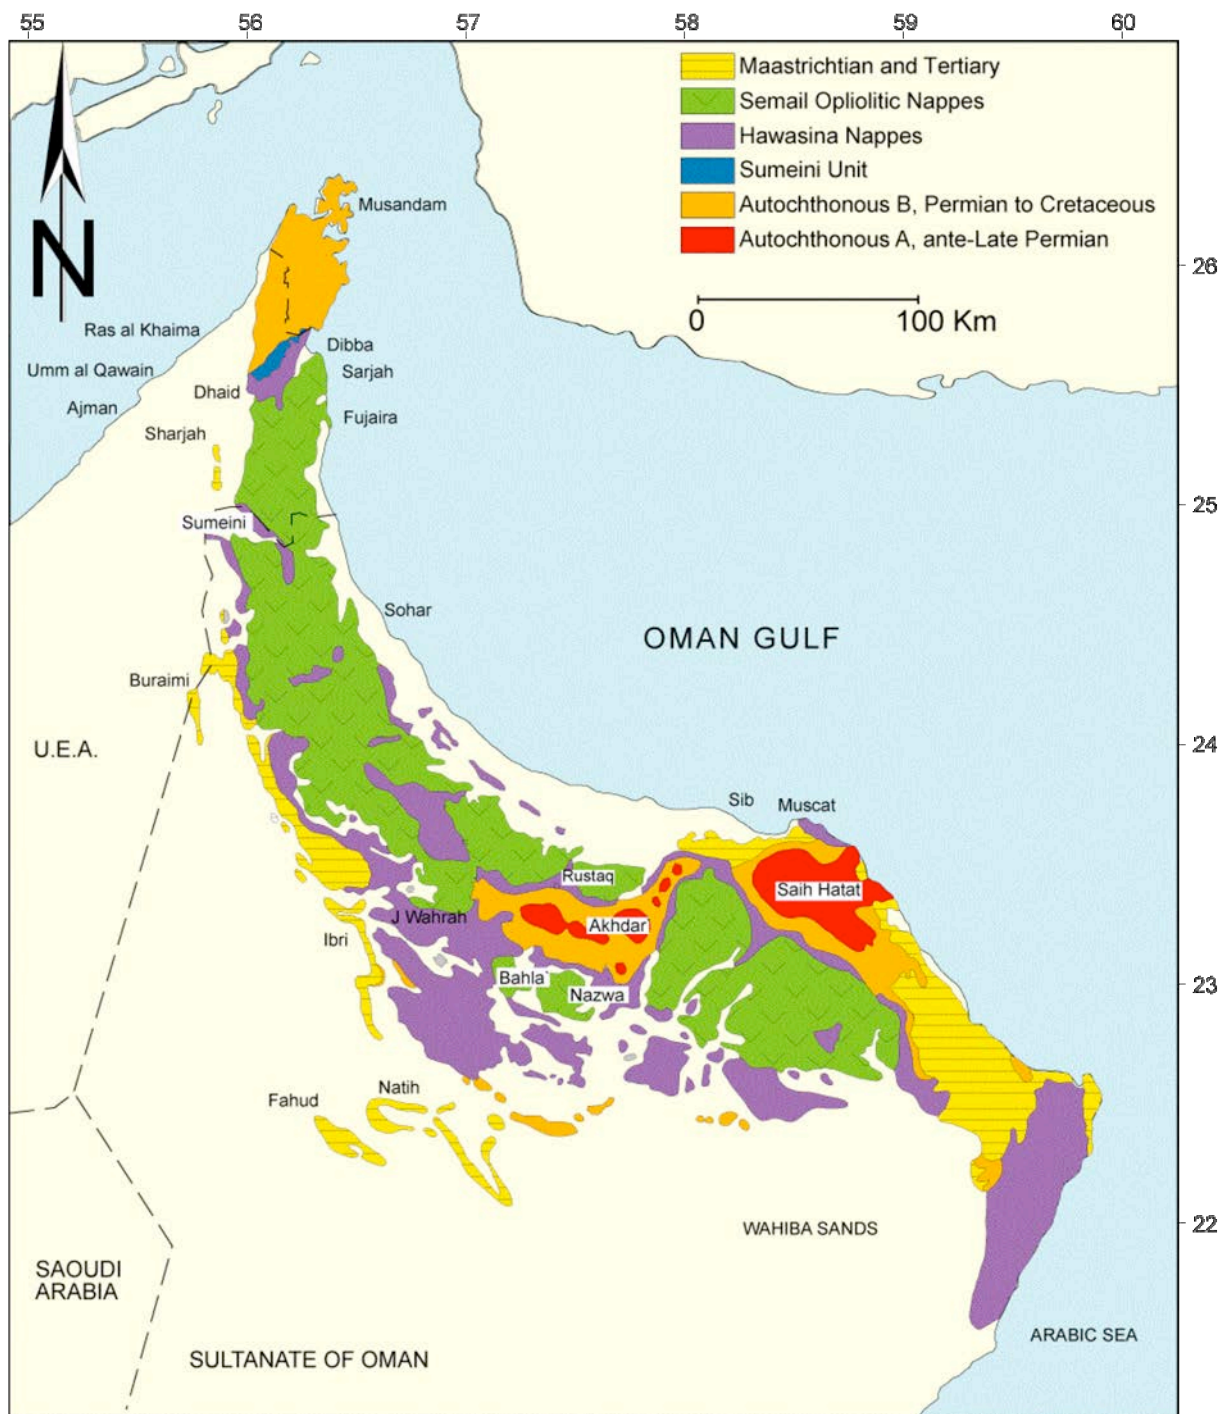 55 56 57 58 59 60
Maastrichtian and Tertiary
Semail Opliolitic Nappes
Hawasina Nappes
Sumeini Unit
Autochthonous B, Permian to Cretaceous
Autochthonous A, ante-Late Permian
0 100 Km
N
Musandam
26
Ras al Khaima
Dibba
Umm al Qawain
Sarjah
Dhaid
Ajman
Fujaira
Sharjah
25
Sumeini
Sohar
OMAN GULF
Buraimi
U.E.A.
24
Sib
Muscat
Rustaq
Saih Hatat
J Wahrah
Akhdar
Ibri
Bahla
Nazwa
23
Natih
Fahud
22
WAHIBA SANDS
SAOUDI
ARABIA
ARABIC SEA
SULTANATE OF OMAN